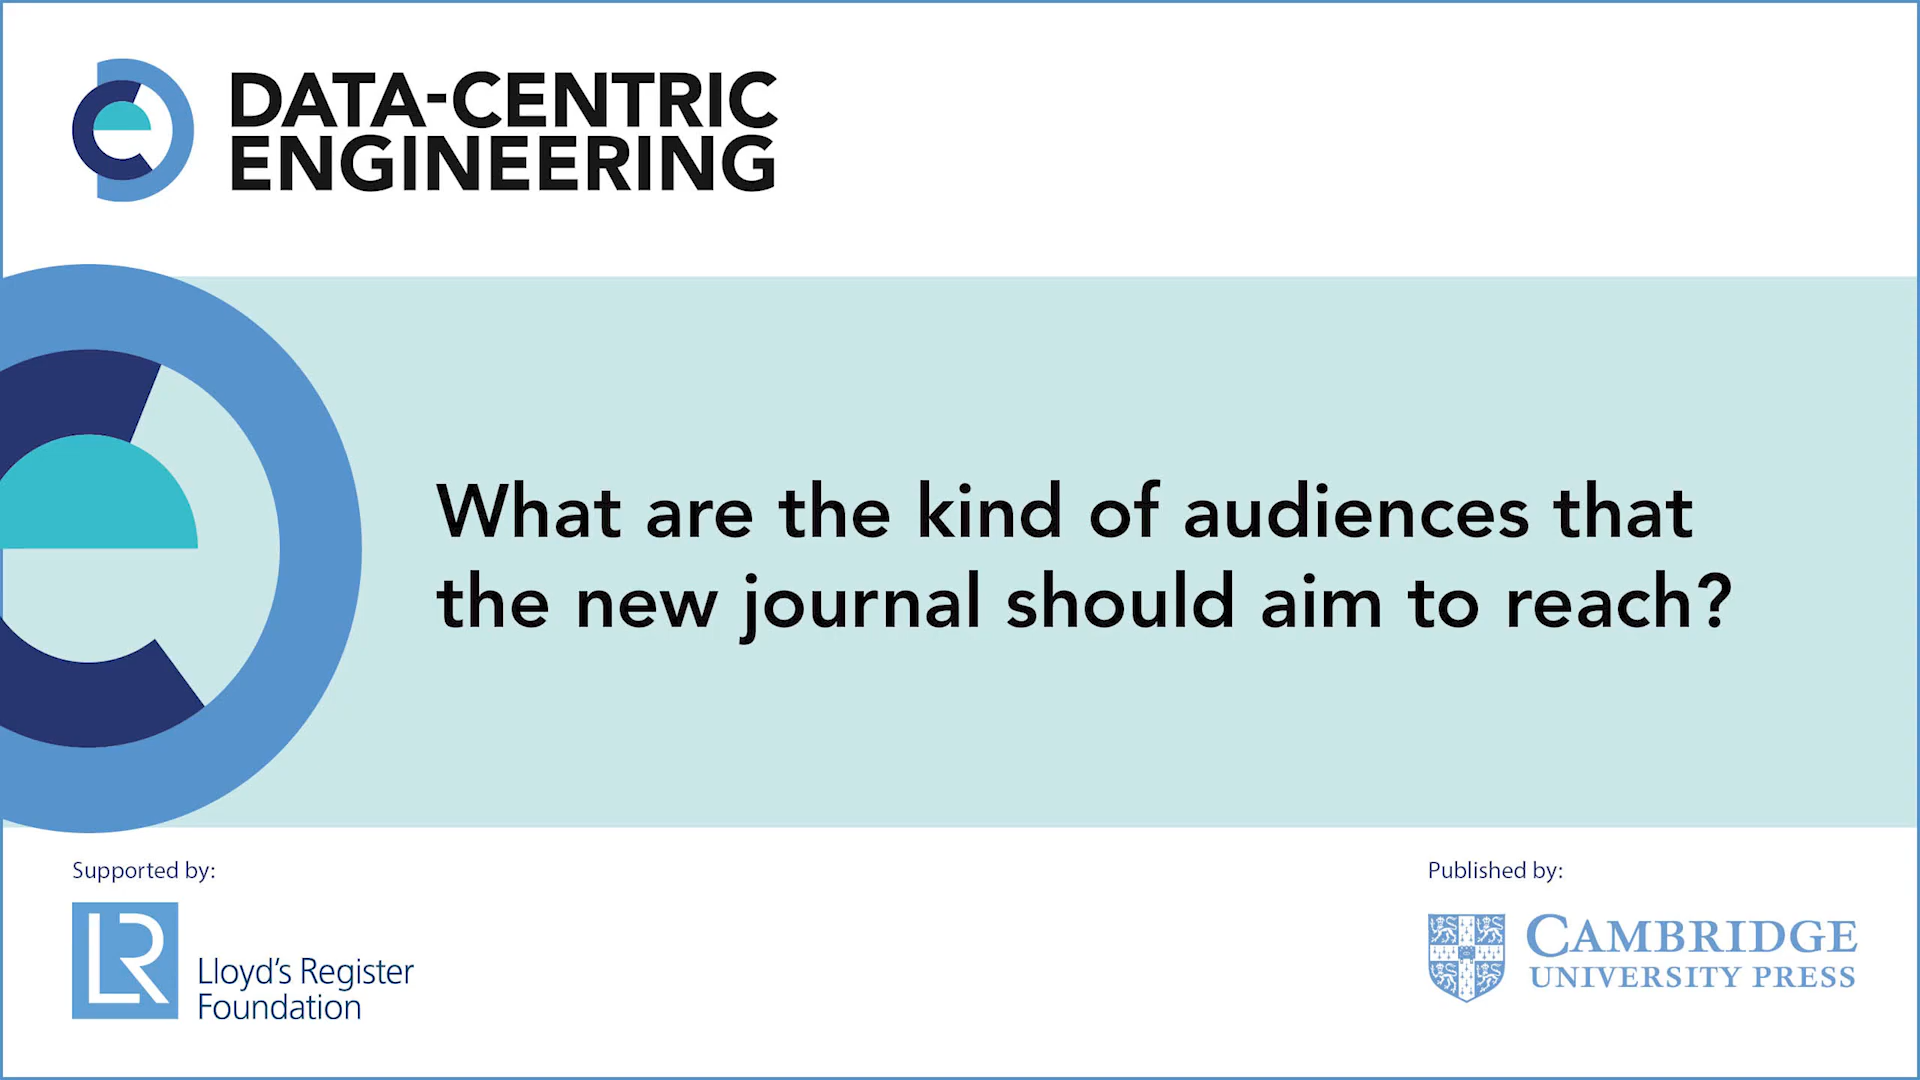 DATA-CENTRIC
ENGINEERING
What are the kind of audiences that
the new journal should aim to reach?
Supported by:
LR
Lloyd's Register
Foundation
Published by:
CAMBRIDGE
UNIVERSITY PRESS